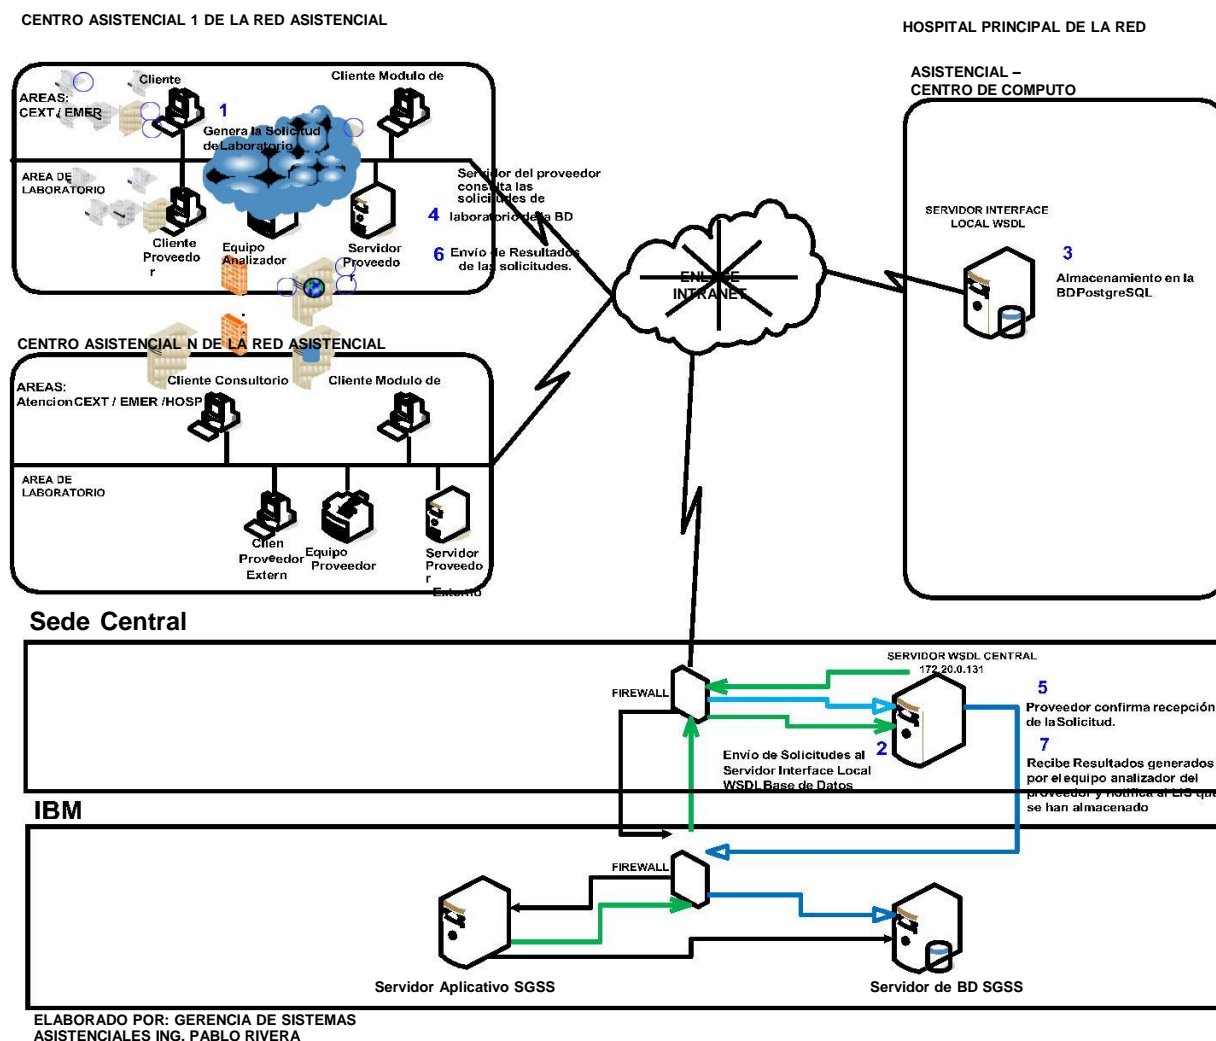 CENTRO ASISTENCIAL 1 DE LA RED ASISTENCIAL
HOSPITAL PRINCIPAL DE LA RED
ASISTENCIAL –
CENTRO DE COMPUTO
AREAS:
CEXT / EMER
Cliente
Cliente Modulo de
1
Genera la Solicitud
de Laboratorio
AREA DE
LABORATORIO
Servidor del proveedor
consulta las
solicitudes de
4 laboratorio de la BD
6 Envío de Resultados
de las solicitudes.
Cliente
Proveedo
r
Equipo
Analizador
Servidor
Proveedo
r
ENLACE
INTRANET
SERVIDOR INTERFACE
LOCAL WSDL
3
Almacenamiento en la
BDPostgreSQL
:
CENTRO ASISTENCIAL N DE LA RED ASISTENCIAL
AREAS:
Atencion CEXT / EMER /HOSP
Cliente Consultorio
Cliente Modulo de
AREA DE
LABORATORIO
Clien
Proveedor
Extern
Equipo
Proveedor
Servidor
Proveedo
r
Externo
Sede Central
FIREWALL
SERVIDOR WSDL CENTRAL
172.20.0.131
5
Proveedor confirma recepción
de la Solicitud.
2
Envío de Solicitudes al
Servidor Interface Local
WSDL Base de Datos
7
Recibe Resultados generados
por el equipo analizador del
proveedor y notifica al LIS que
se han almacenado
IBM
FIREWALL
Servidor Aplicativo SGSS
Servidor de BD SGSS
ELABORADO POR: GERENCIA DE SISTEMAS
ASISTENCIALES ING. PABLO RIVERA